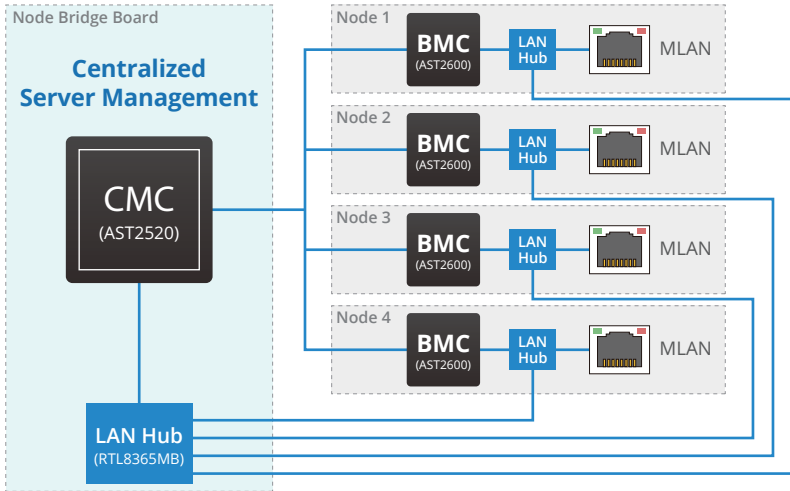 Node Bridge Board
Centralized
Server Management
CMC
(AST2520)
LAN Hub
(RTL8365MB)
Node 1
BMC
(AST2600)
LAN
Hub
MLAN
Node 2
BMC
(AST2600)
LAN
Hub
MLAN
Node 3
BMC
(AST2600)
LAN
Hub
MLAN
Node 4
BMC
(AST2600)
LAN
Hub
MLAN